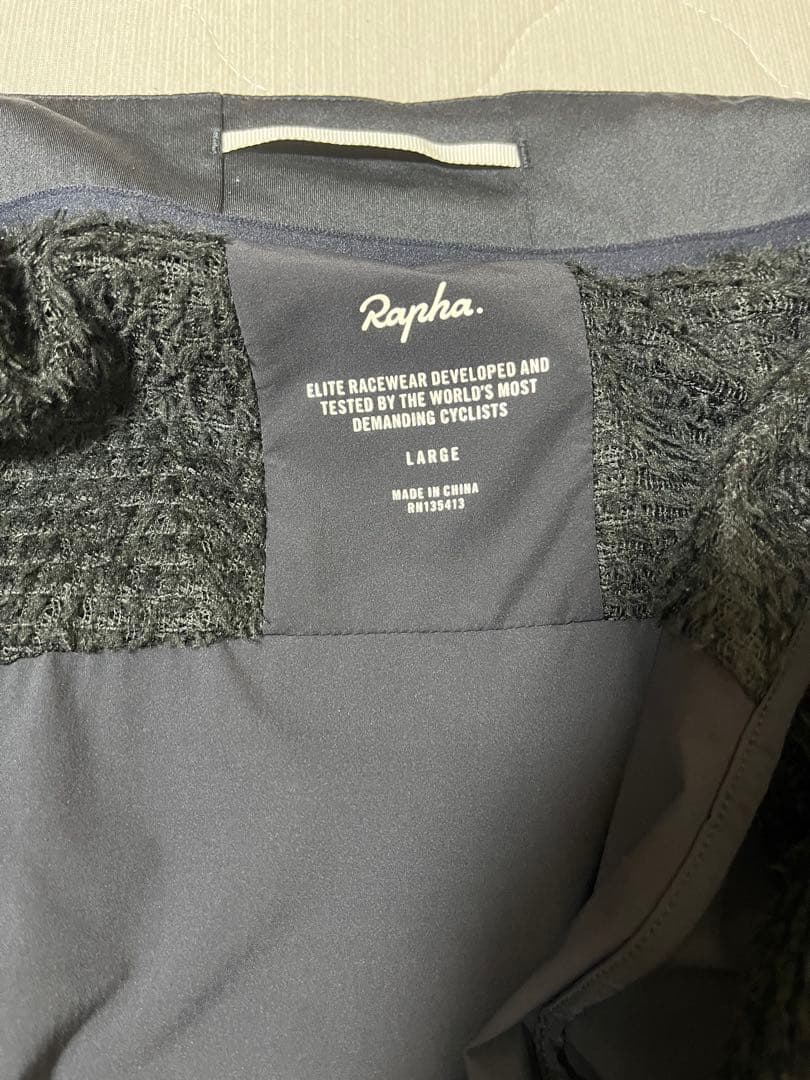 Rapha.
ELITE RACEWEAR DEVELOPED AND
TESTED BY THE WORLD'S MOST
DEMANDING CYCLISTS
LARGE
MADE IN CHINA
RN135413